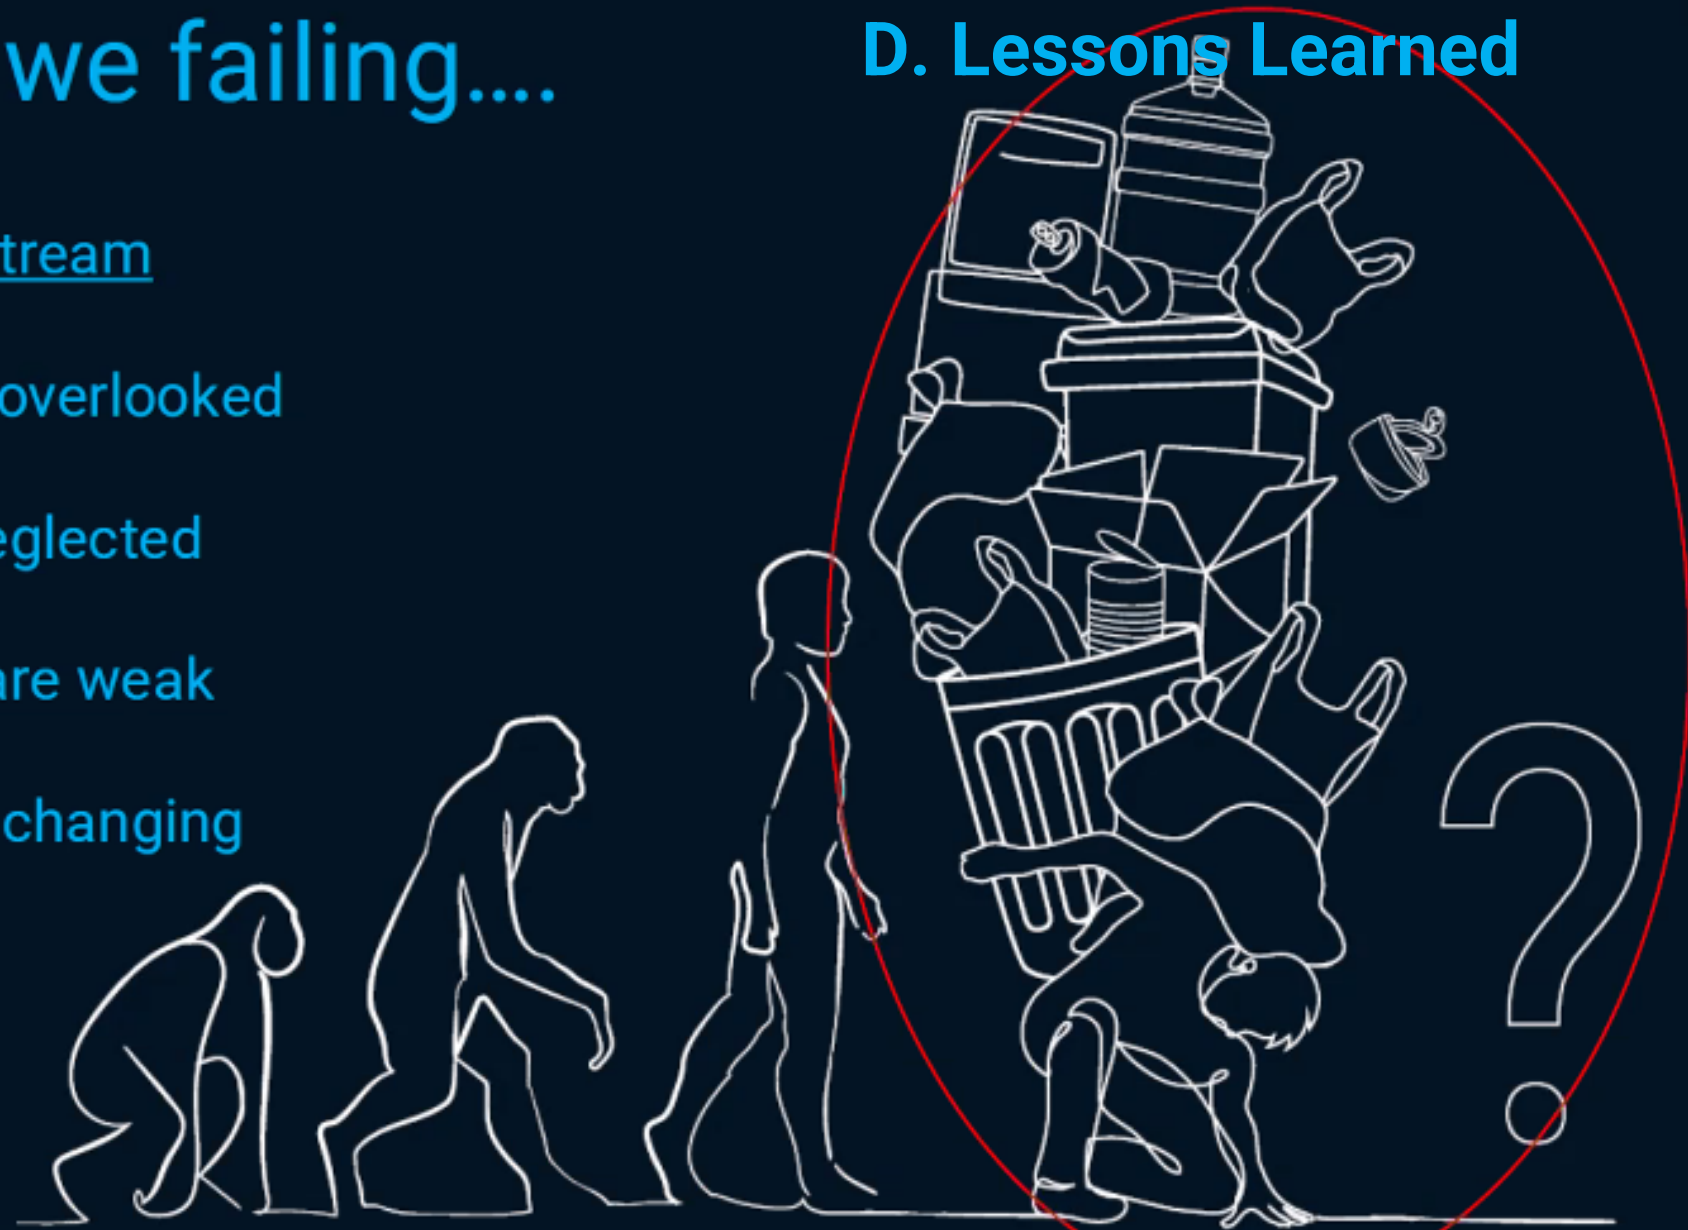 we failing....
D. Lessons Learned
tream
overlooked
eglected
are weak
changing
?